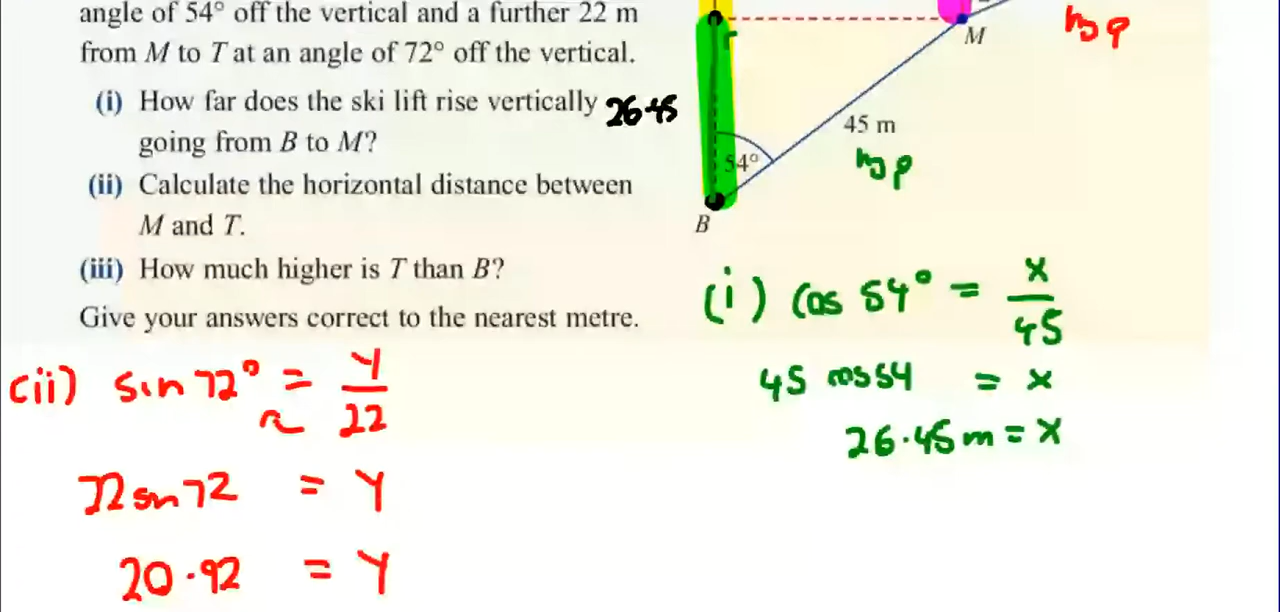 angle of 54° off the vertical and a further 22 m
from M to T at an angle of 72° off the vertical.
(i) How far does the ski lift rise vertically 26.45
going from B to M?
(ii) Calculate the horizontal distance between
M and T.
(iii) How much higher is T than B?
Give your answers correct to the nearest metre.
hyp
M
45 m
hyp
54°
B
(i) cos 54° = x/45
45 cos 54 = x
26.45m = x
(ii) sin 72° = y/22
22 sin 72 = y
20.92 = y